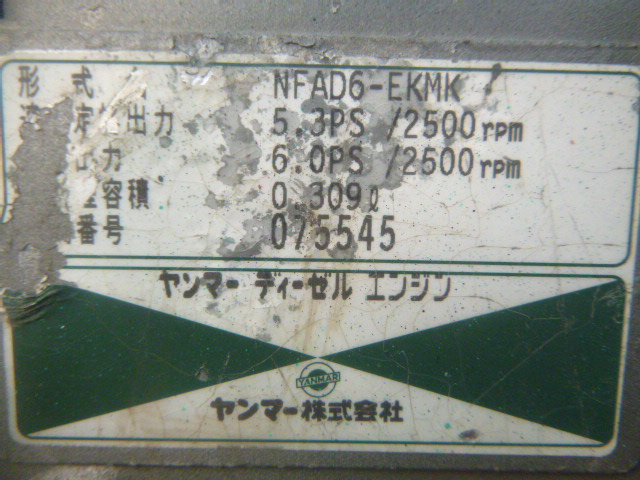 形 式 NFAD6-EKMK
定 出力 5.3PS /2500rpm
出力 6.0PS /2500rpm
容積 0.309ℓ
番号 075545
ヤンマー ディーゼル エンジン
YANMAR
ヤンマー株式会社